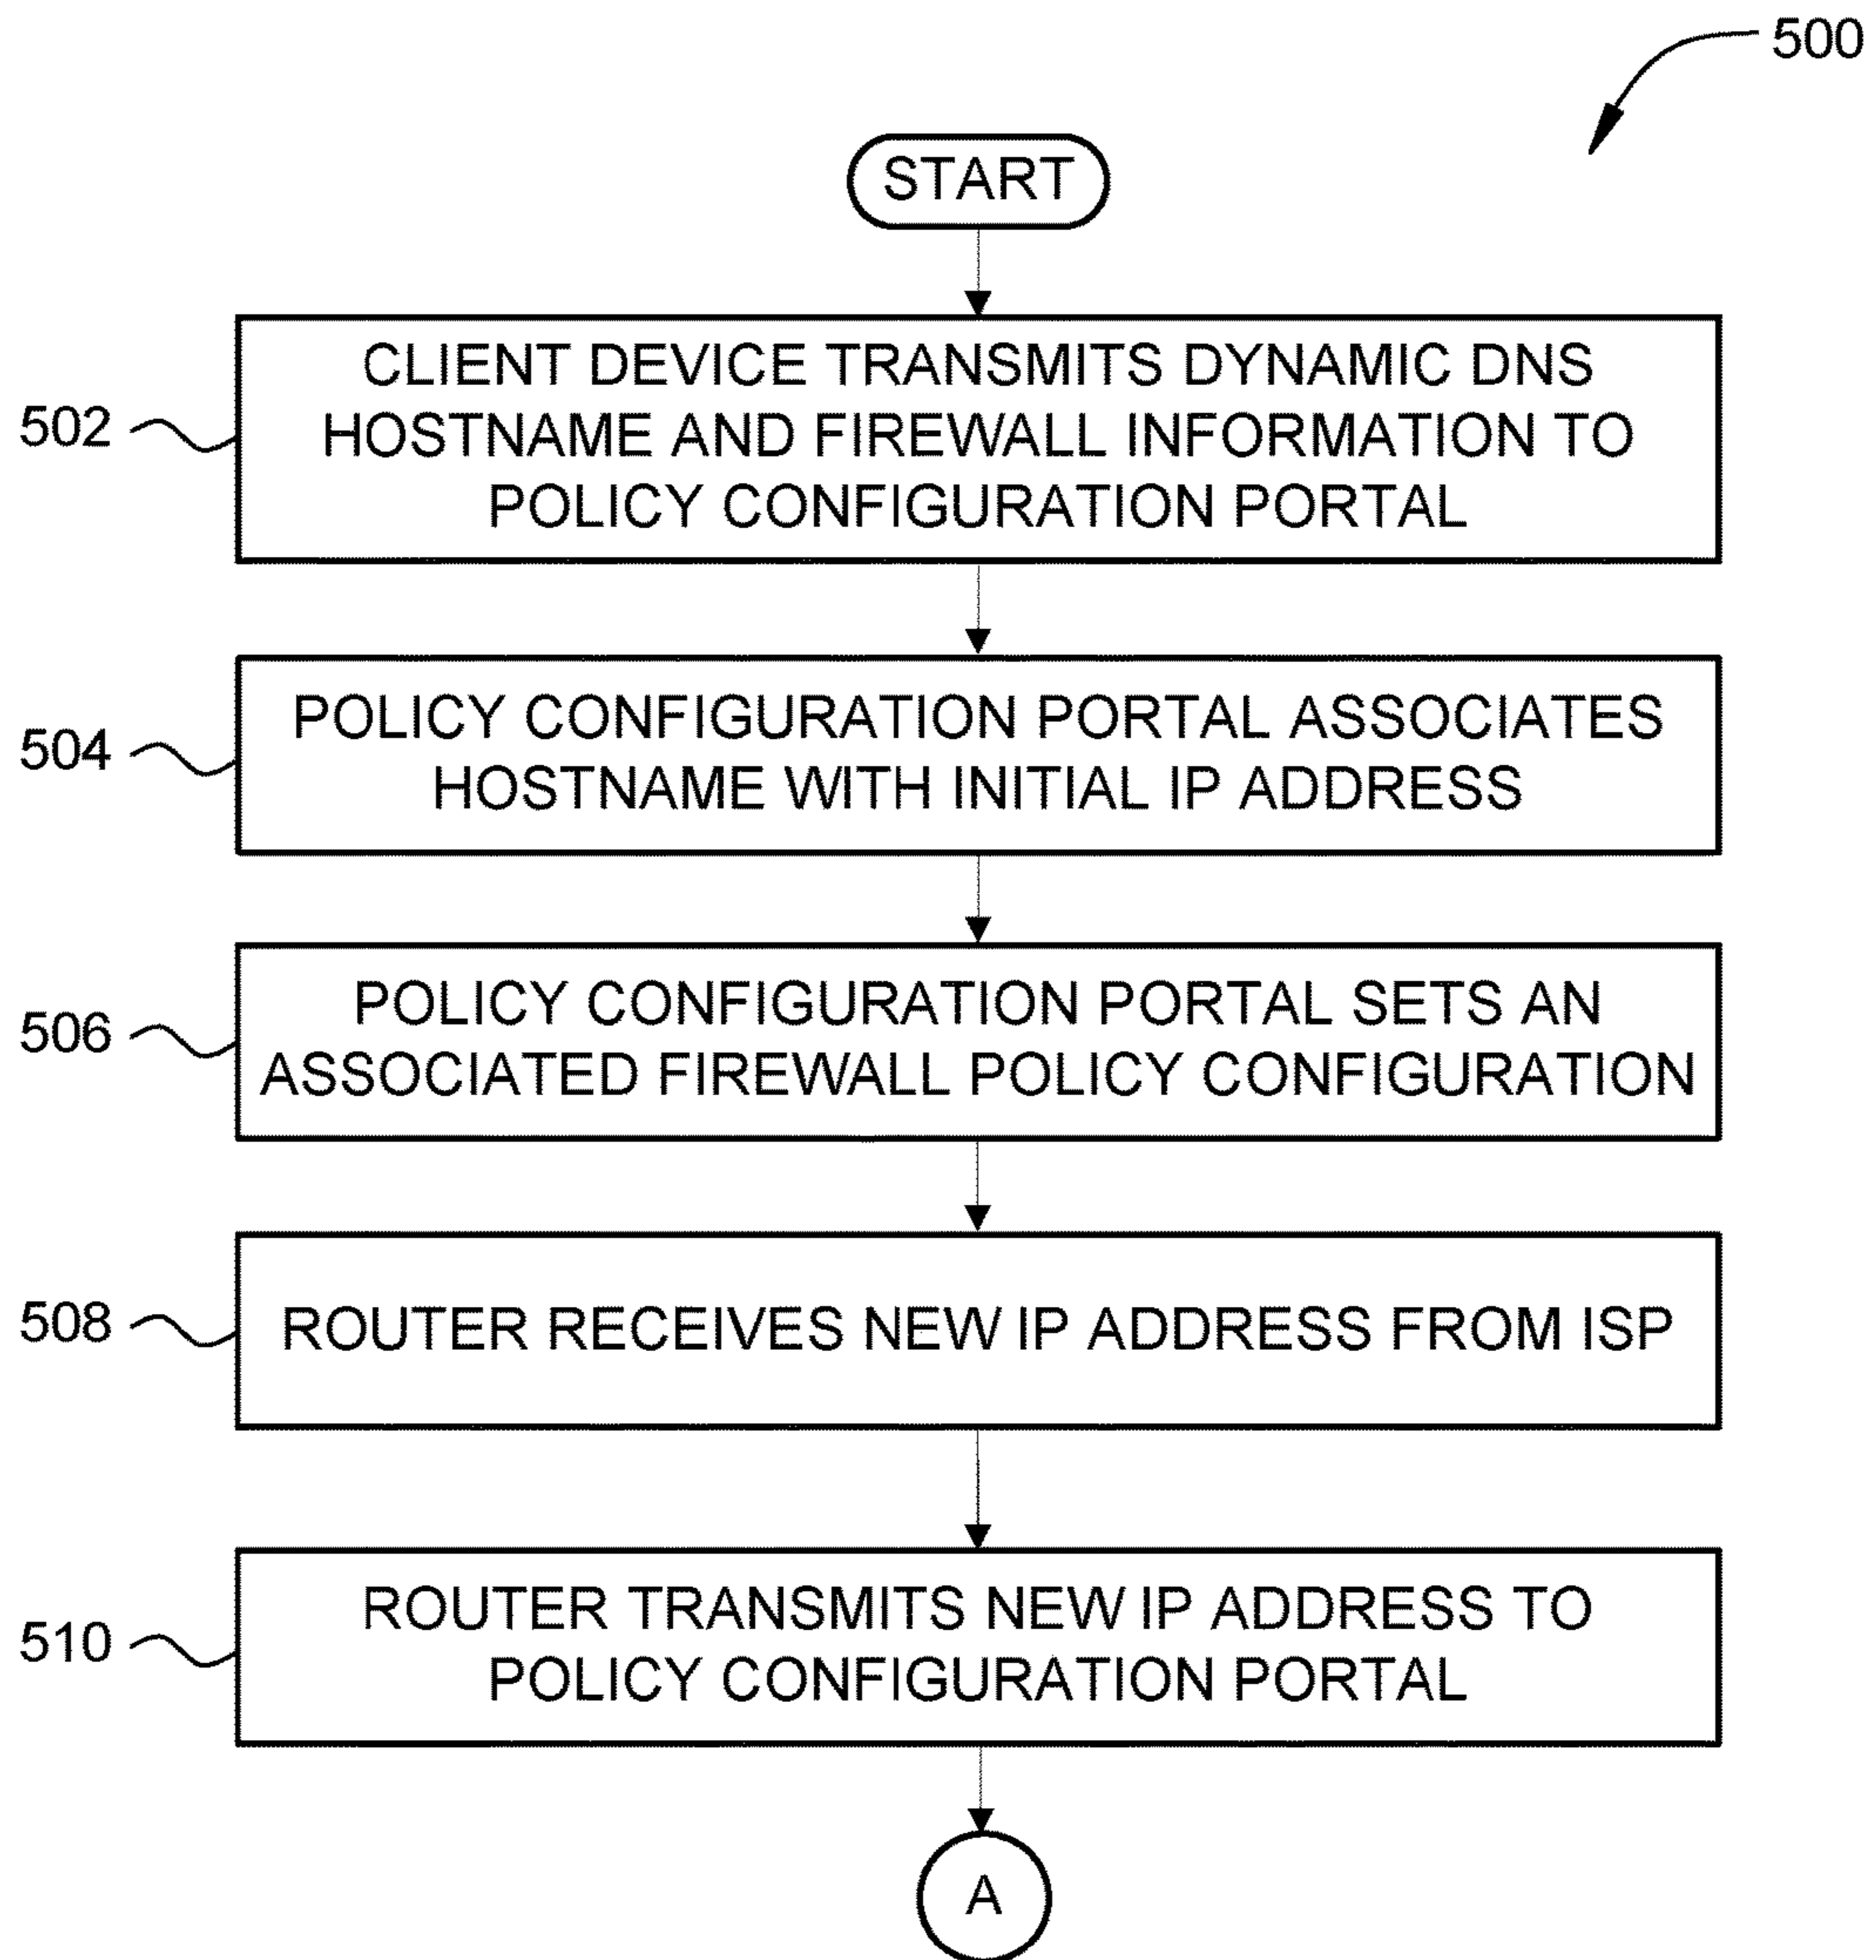 500
START
502
CLIENT DEVICE TRANSMITS DYNAMIC DNS
HOSTNAME AND FIREWALL INFORMATION TO
POLICY CONFIGURATION PORTAL
504
POLICY CONFIGURATION PORTAL ASSOCIATES
HOSTNAME WITH INITIAL IP ADDRESS
506
POLICY CONFIGURATION PORTAL SETS AN
ASSOCIATED FIREWALL POLICY CONFIGURATION
508
ROUTER RECEIVES NEW IP ADDRESS FROM ISP
510
ROUTER TRANSMITS NEW IP ADDRESS TO
POLICY CONFIGURATION PORTAL
A